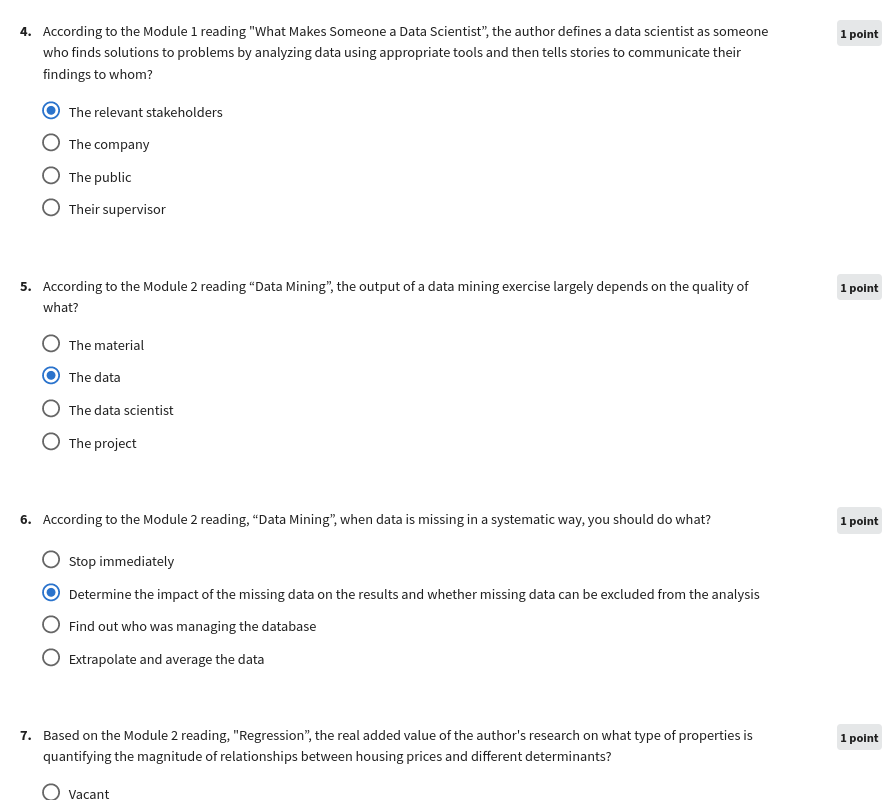 4. According to the Module 1 reading "What Makes Someone a Data Scientist”, the author defines a data scientist as someone 1 point
who finds solutions to problems by analyzing data using appropriate tools and then tells stories to communicate their
findings to whom?
The relevant stakeholders
The company
The public
Their supervisor
5. According to the Module 2 reading “Data Mining”, the output of a data mining exercise largely depends on the quality of 1 point
what?
The material
The data
The data scientist
The project
6. According to the Module 2 reading, “Data Mining”, when data is missing in a systematic way, you should do what? 1 point
Stop immediately
Determine the impact of the missing data on the results and whether missing data can be excluded from the analysis
Find out who was managing the database
Extrapolate and average the data
7. Based on the Module 2 reading, "Regression”, the real added value of the author's research on what type of properties is 1 point
quantifying the magnitude of relationships between housing prices and different determinants?
Vacant